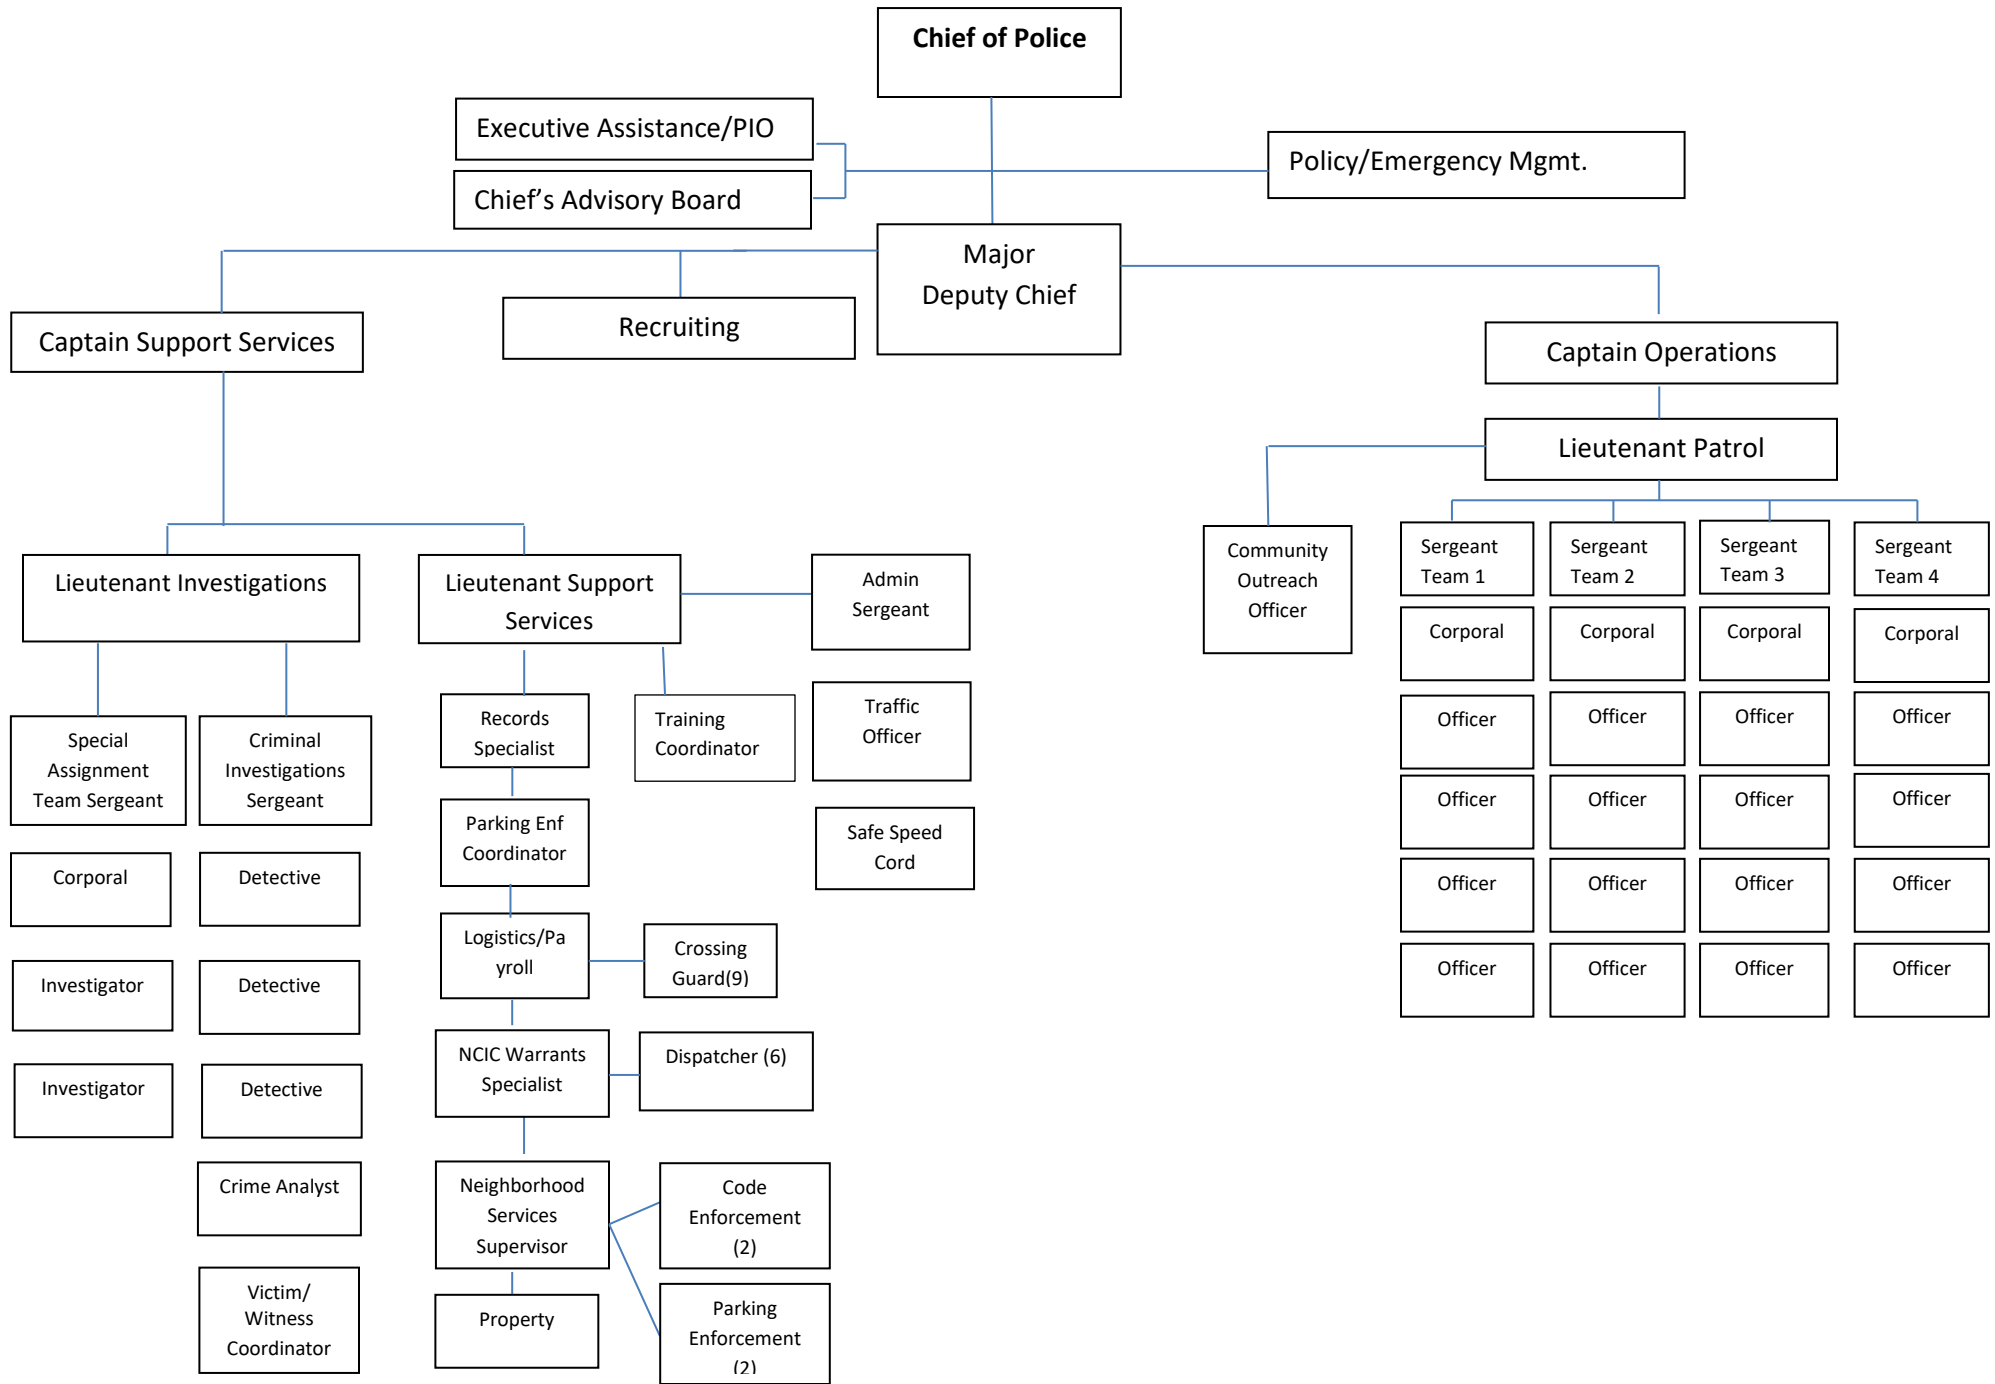 Chief of Police
Executive Assistance/PIO
Policy/Emergency Mgmt.
Chief’s Advisory Board
Major
Deputy Chief
Recruiting
Captain Support Services
Captain Operations
Lieutenant Patrol
Lieutenant Investigations
Lieutenant Support
Services
Admin
Sergeant
Community
Outreach
Officer
Sergeant
Team 1
Sergeant
Team 2
Sergeant
Team 3
Sergeant
Team 4
Corporal
Corporal
Corporal
Corporal
Special
Assignment
Team Sergeant
Criminal
Investigations
Sergeant
Records
Specialist
Training
Coordinator
Traffic
Officer
Officer
Officer
Officer
Officer
Parking Enf
Coordinator
Safe Speed
Cord
Officer
Officer
Officer
Officer
Corporal
Detective
Officer
Officer
Officer
Officer
Logistics/Pa
yroll
Crossing
Guard(9)
Officer
Officer
Officer
Officer
Investigator
Detective
NCIC Warrants
Specialist
Dispatcher (6)
Investigator
Detective
Crime Analyst
Neighborhood
Services
Supervisor
Code
Enforcement
(2)
Victim/
Witness
Coordinator
Property
Parking
Enforcement
(2)